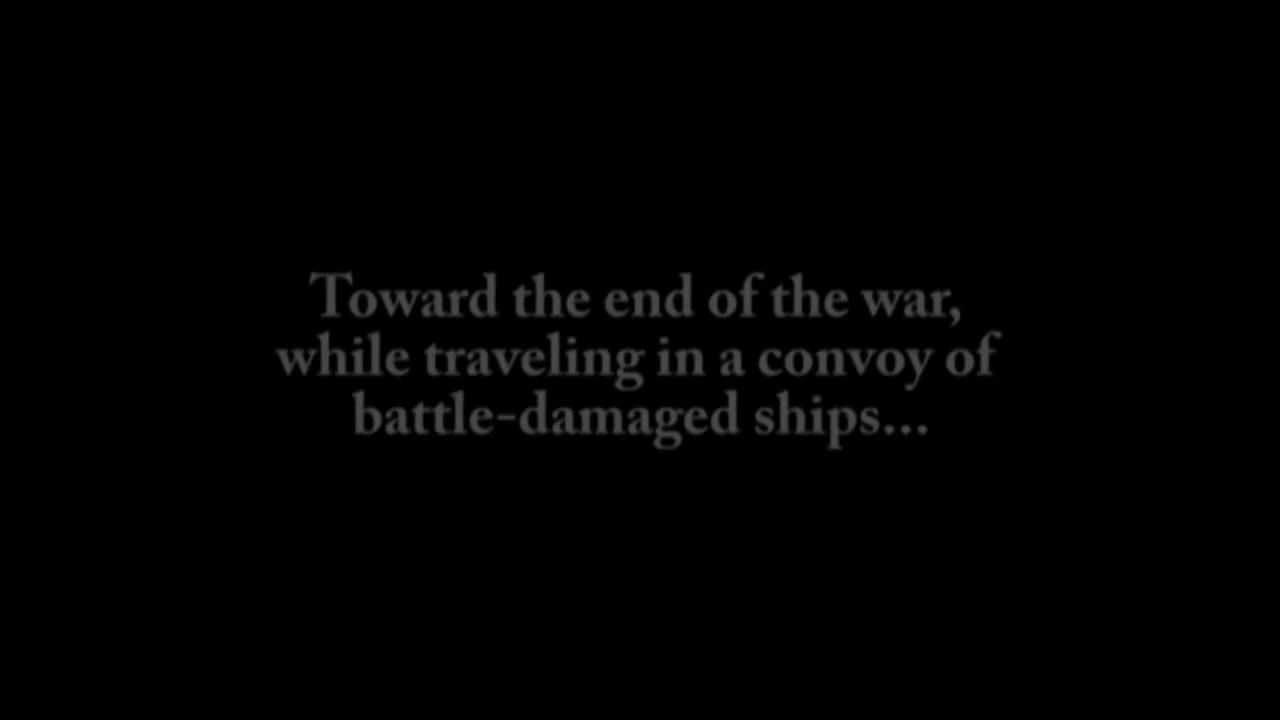 Toward the end of the war,
while traveling in a convoy of
battle-damaged ships...